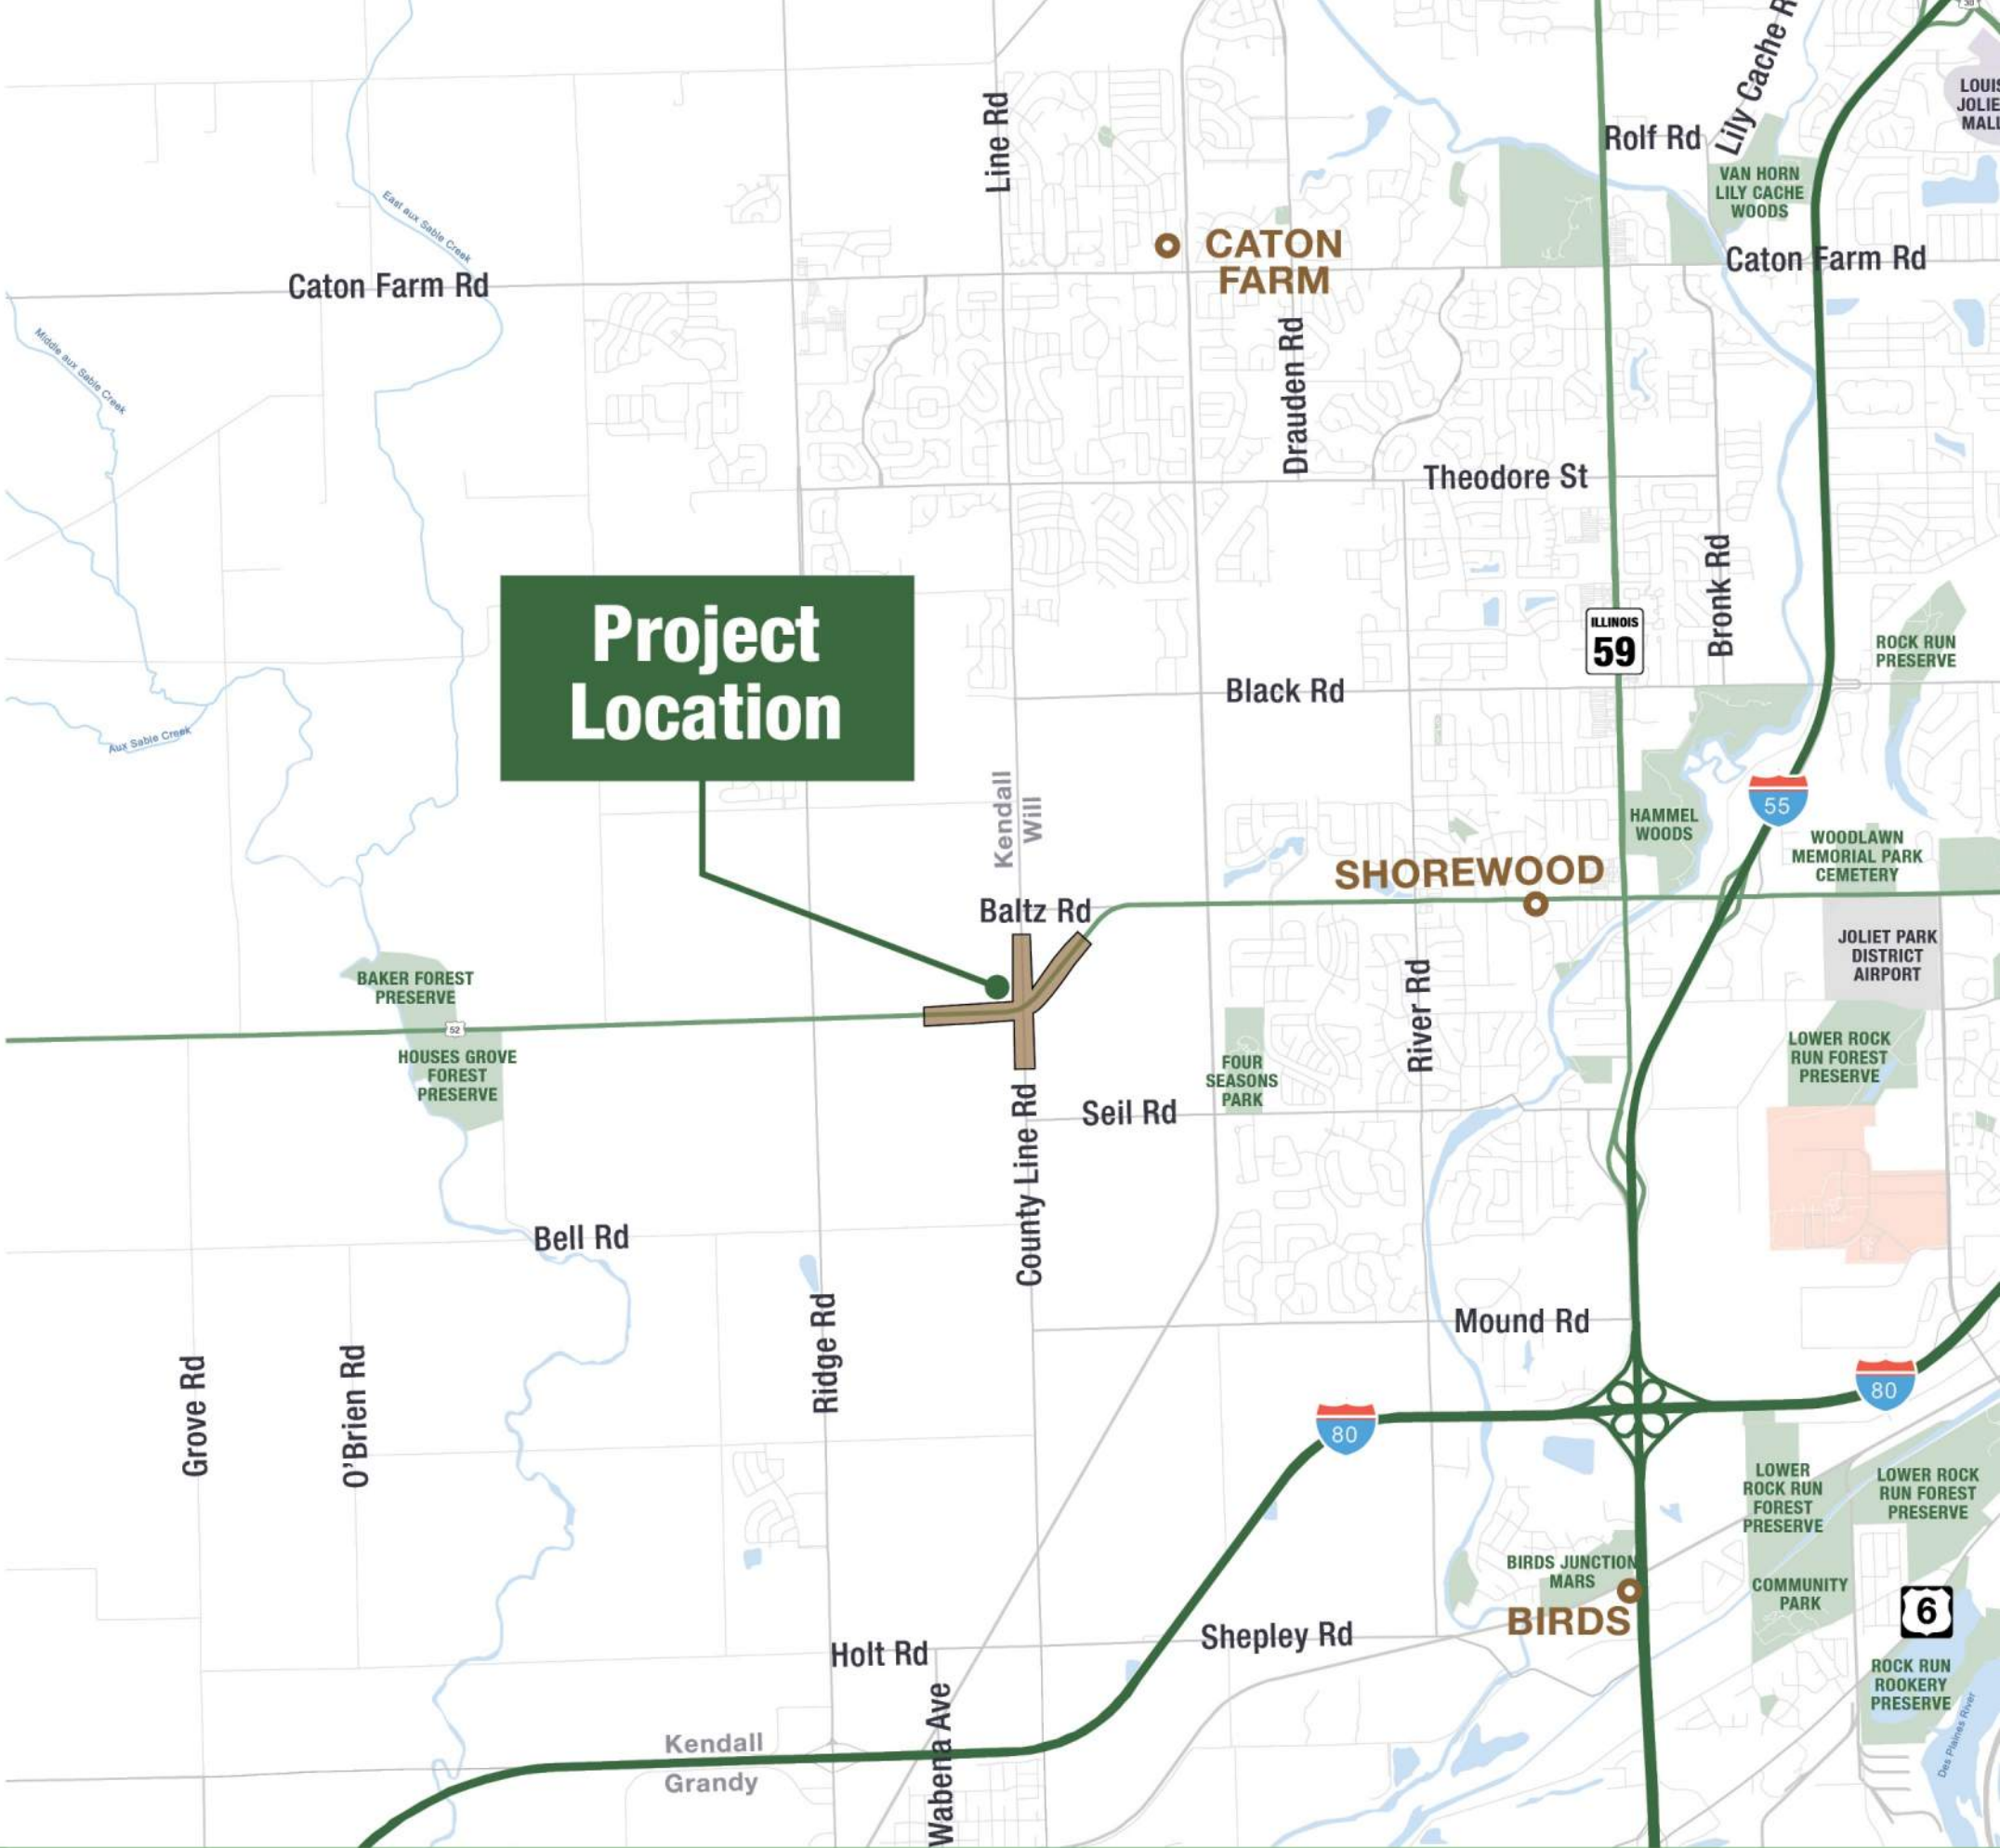 30
Lily Cache R
LOUIS
JOLIE
MALL
Line Rd
Rolf Rd
VAN HORN
LILY CACHE
WOODS
East aux Sable Creek
CATON
FARM
Caton Farm Rd
Caton Farm Rd
Middle aux Sable Creek
Drauden Rd
Theodore St
Bronk Rd
Project
Location
ILLINOIS
59
ROCK RUN
PRESERVE
Black Rd
Aux Sable Creek
Kendall
Will
55
HAMMEL
WOODS
WOODLAWN
MEMORIAL PARK
CEMETERY
SHOREWOOD
Baltz Rd
JOLIET PARK
DISTRICT
AIRPORT
BAKER FOREST
PRESERVE
52
River Rd
HOUSES GROVE
FOREST
PRESERVE
FOUR
SEASONS
PARK
LOWER ROCK
RUN FOREST
PRESERVE
County Line Rd
Seil Rd
Bell Rd
Ridge Rd
Mound Rd
Grove Rd
O'Brien Rd
80
80
LOWER
ROCK RUN
FOREST
PRESERVE
LOWER ROCK
RUN FOREST
PRESERVE
BIRDS JUNCTION
MARS
BIRDS
COMMUNITY
PARK
6
Shepley Rd
Holt Rd
ROCK RUN
ROOKERY
PRESERVE
Wabena Ave
Des Plaines River
Kendall
Grandy